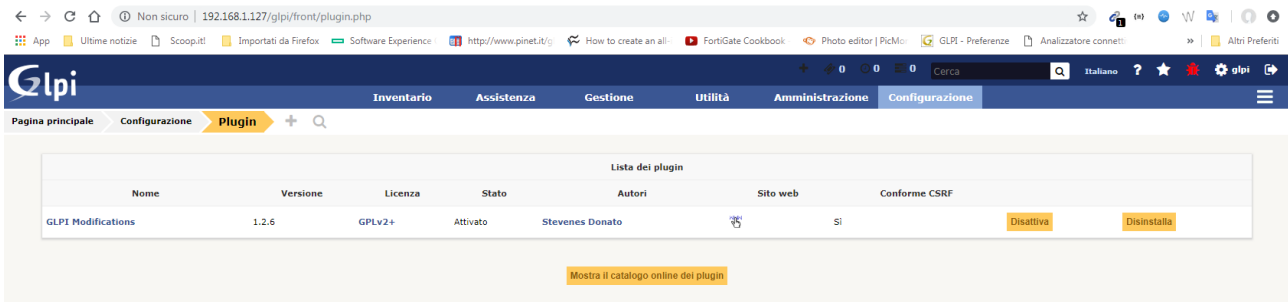 Non sicuro | 192.168.1.127/glpi/front/plugin.php
App Ultime notizie Scoop.it! Importati da Firefox Software Experience http://www.pinet.it/g How to create an all- FortiGate Cookbook Photo editor | PicMo GLPI - Preferenze Analizzatore connett » Altri Preferiti
Glpi 0 0 0 Cerca Italiano ? glpi
Inventario Assistenza Gestione Utilità Amministrazione Configurazione
Pagina principale Configurazione Plugin
Lista dei plugin
Nome Versione Licenza Stato Autori Sito web Conforme CSRF
GLPI Modifications 1.2.6 GPLv2+ Attivato Stevenes Donato Sì Disattiva Disinstalla
Mostra il catalogo online dei plugin